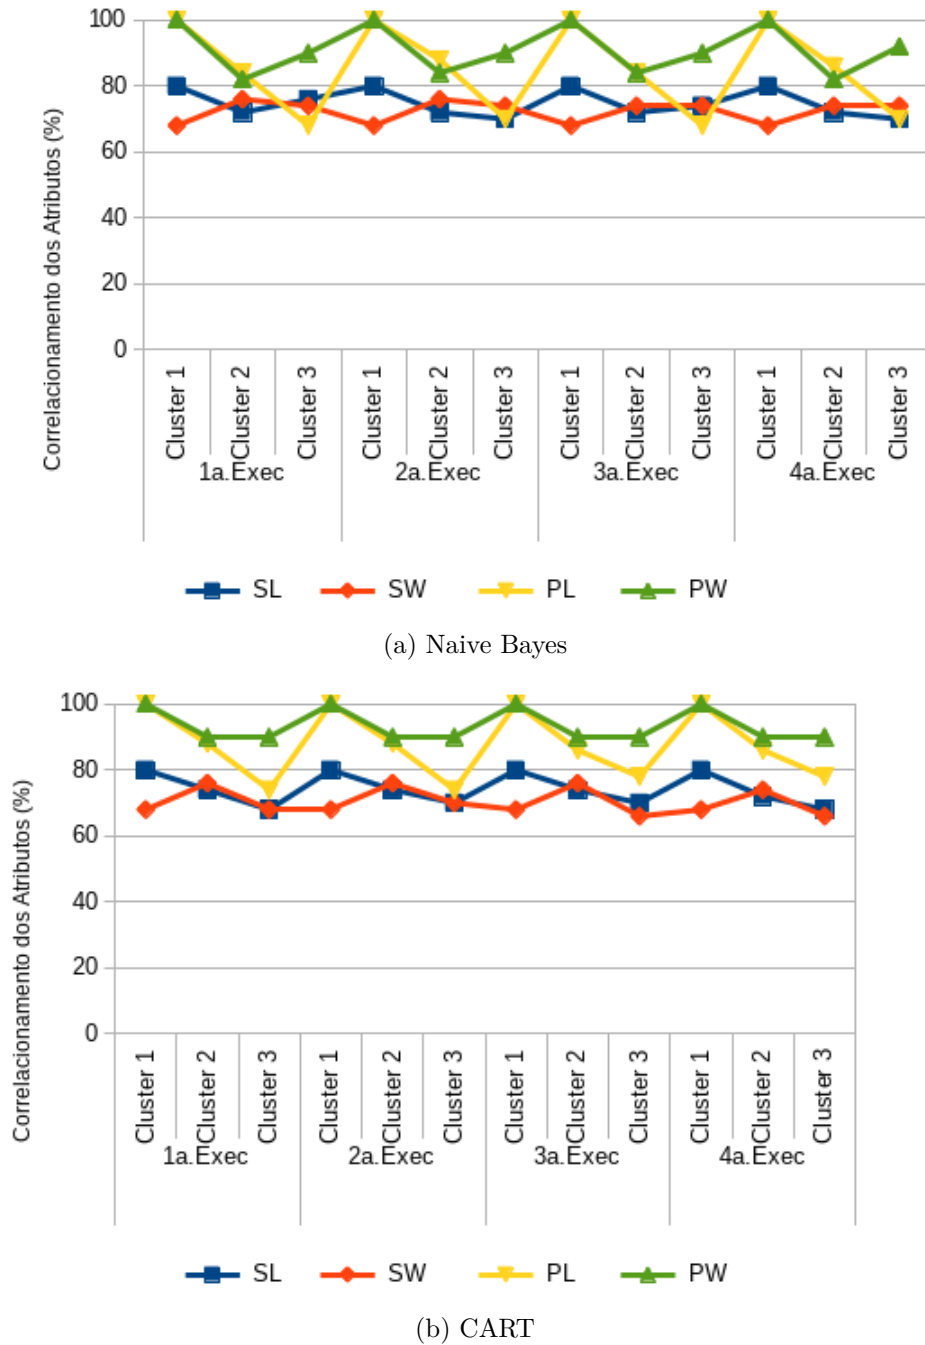 Correlacionamento dos Atributos (%)
100
80
60
40
20
0
Cluster 1
Cluster 2
Cluster 3
Cluster 1
Cluster 2
Cluster 3
Cluster 1
Cluster 2
Cluster 3
Cluster 1
Cluster 2
Cluster 3
1a.Exec 2a.Exec 3a.Exec 4a.Exec
SL SW PL PW
(a) Naive Bayes
Correlacionamento dos Atributos (%)
100
80
60
40
20
0
Cluster 1
Cluster 2
Cluster 3
Cluster 1
Cluster 2
Cluster 3
Cluster 1
Cluster 2
Cluster 3
Cluster 1
Cluster 2
Cluster 3
1a.Exec 2a.Exec 3a.Exec 4a.Exec
SL SW PL PW
(b) CART